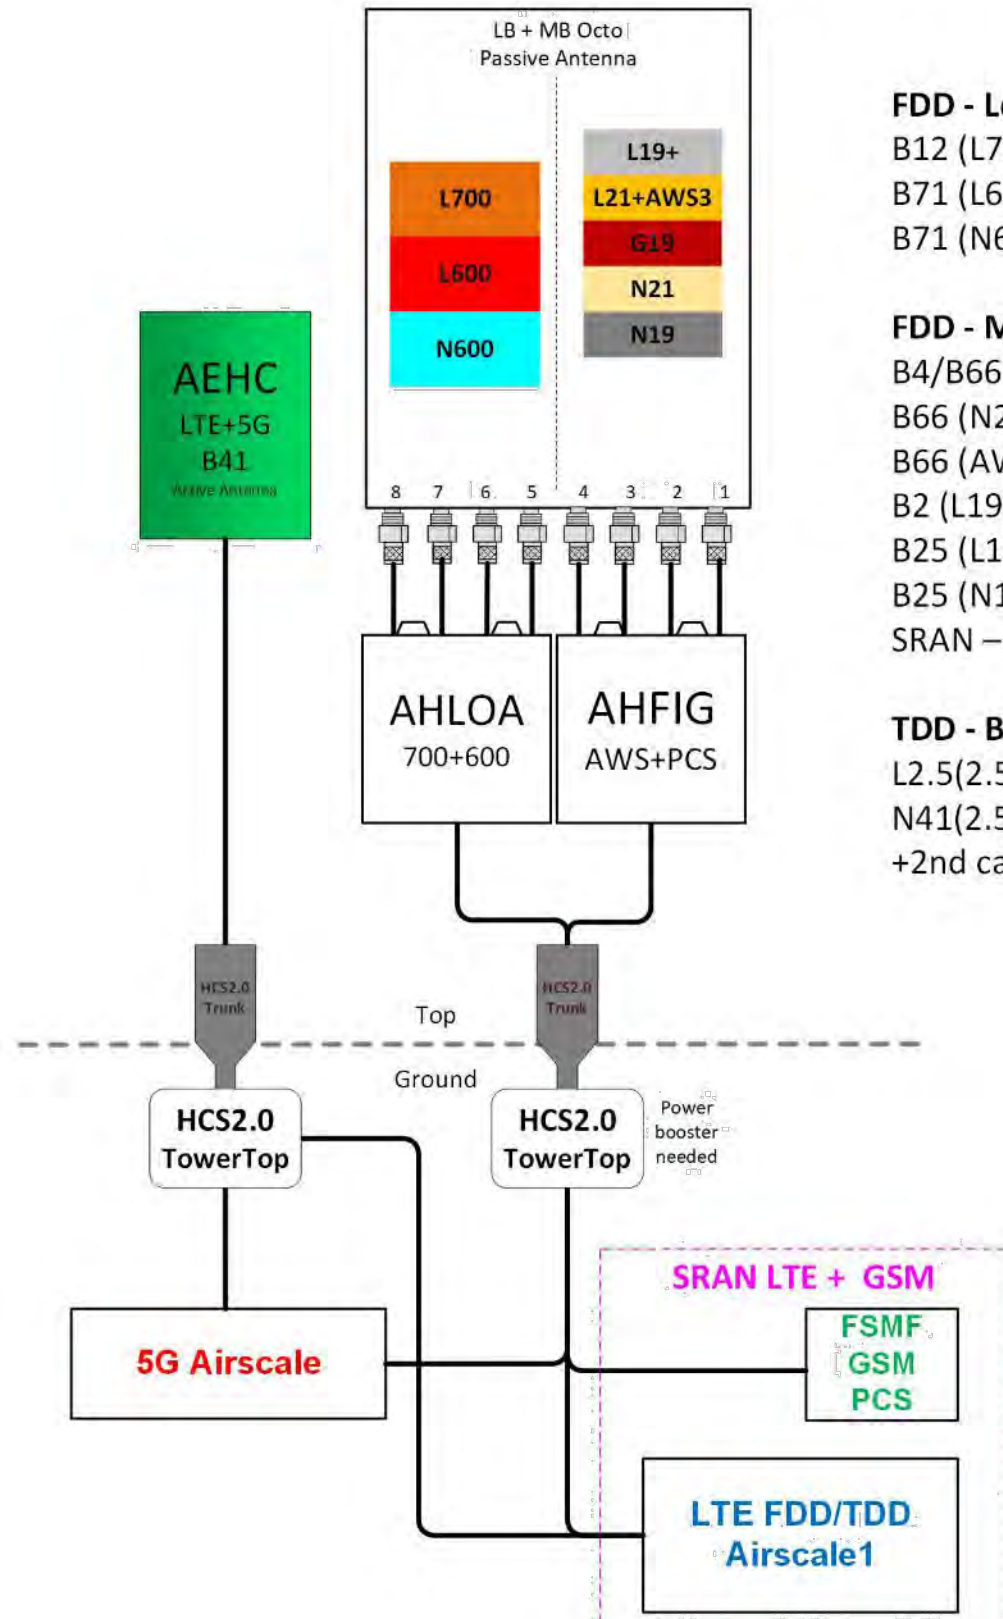 LB + MB Octo
Passive Antenna
L700
L600
N600
L19+
L21+AWS3
G19
N21
N19
AEHC
LTE+5G
B41
Active Antenna
8 7 6 5 4 3 2 1
AHLOA
700+600
AHFIG
AWS+PCS
HCS2.0
Trunk
HCS2.0
Trunk
Top
Ground
HCS2.0
TowerTop
HCS2.0
TowerTop
Power
booster
needed
SRAN LTE + GSM
5G Airscale
FSMF
GSM
PCS
LTE FDD/TDD
Airscale1
FDD - L
B12 (L7
B71 (L6
B71 (N6
FDD - M
B4/B66
B66 (N2
B66 (AW
B2 (L19
B25 (L1
B25 (N1
SRAN –
TDD - B
L2.5(2.5
N41(2.5
+2nd ca